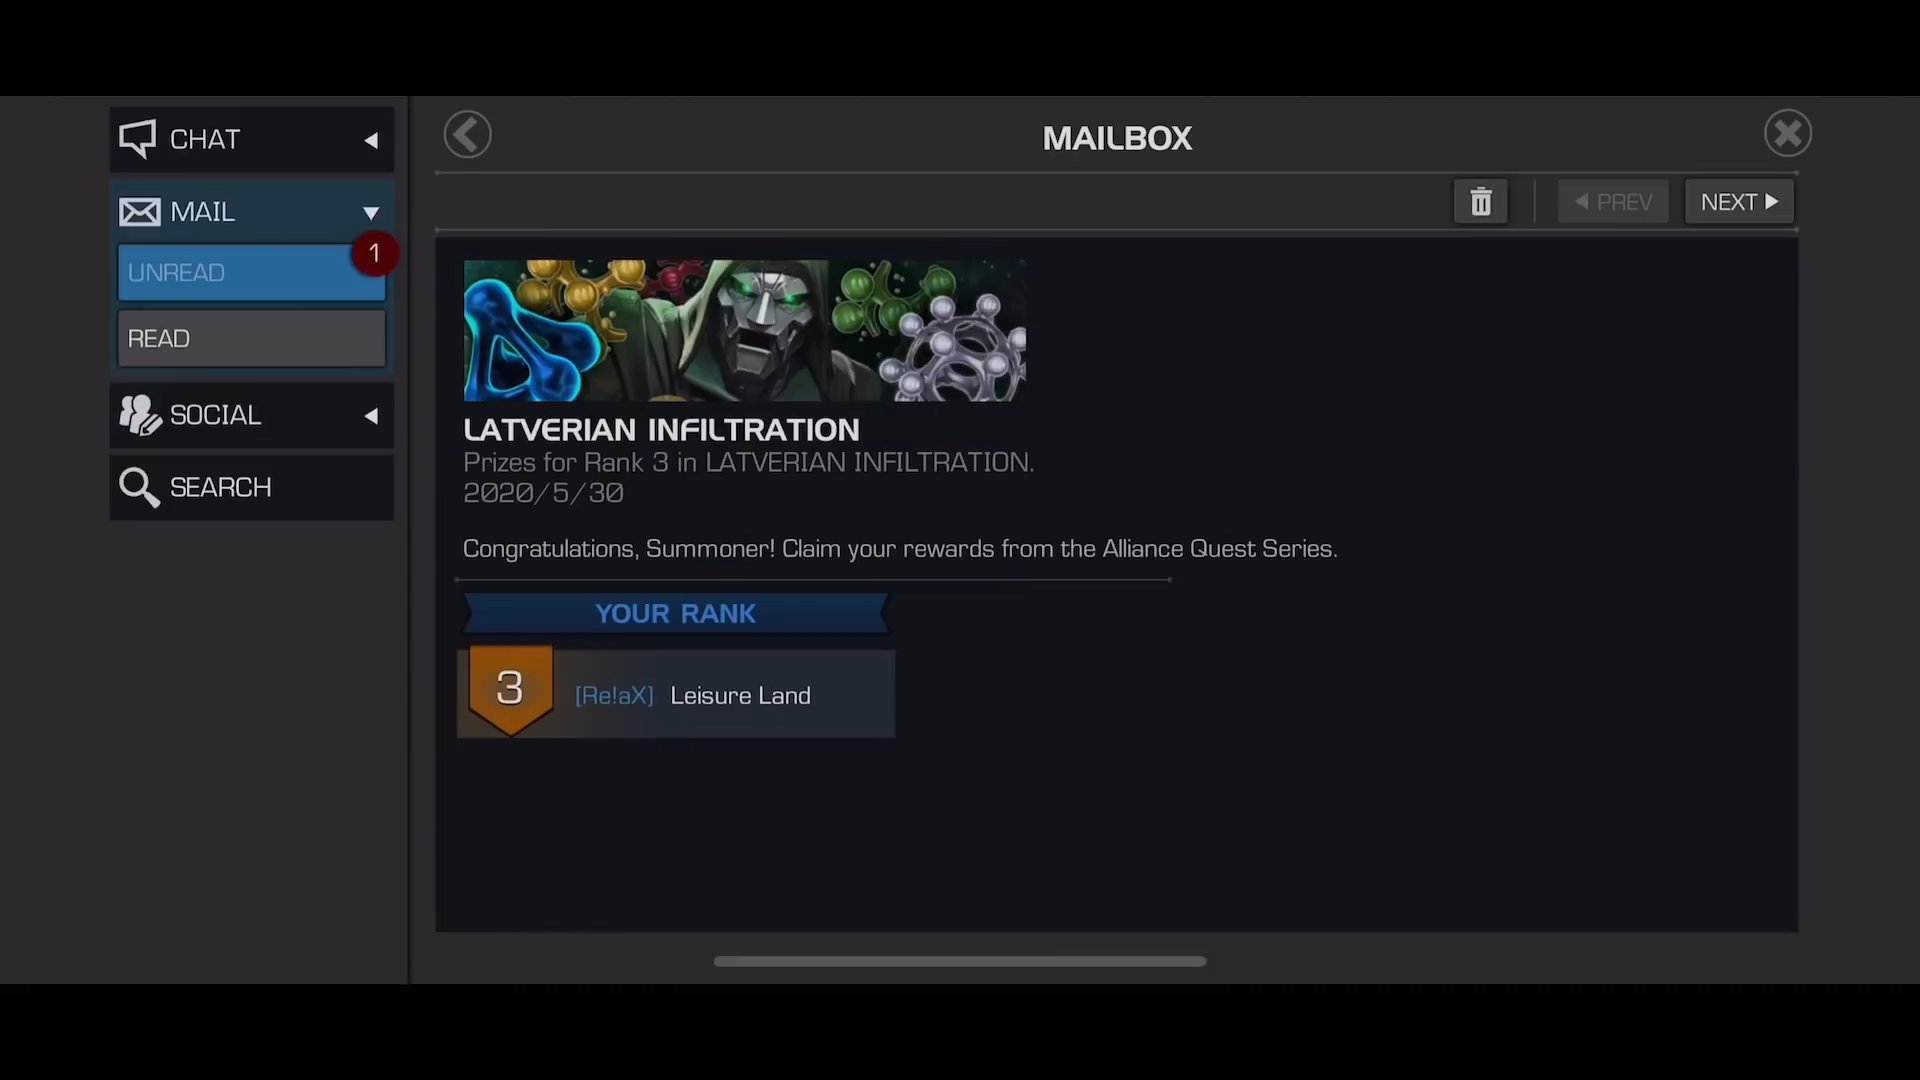 CHAT
MAIL
1
UNREAD
READ
SOCIAL
SEARCH
MAILBOX
PREV
NEXT
LATVERIAN INFILTRATION
Prizes for Rank 3 in LATVERIAN INFILTRATION.
2020/5/30
Congratulations, Summoner! Claim your rewards from the Alliance Quest Series.
YOUR RANK
3 [Re!aX] Leisure Land